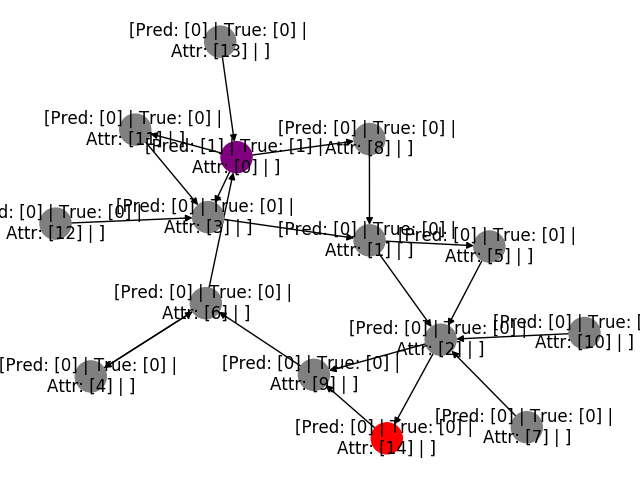 [Pred: [0] | True: [0] |
Attr: [13] | ]
[Pred: [0] | True: [0] |
Attr: [11] | ]
[Pred: [1] | True: [1] |
Attr: [0] | ]
[Pred: [0] | True: [0] |
Attr: [8] | ]
d: [0] | True: [0] |
Attr: [12] | ]
[Pred: [0] | True: [0] |
Attr: [3] | ]
[Pred: [0] | True: [0] |
Attr: [1] | ]
[Pred: [0] | True: [0] |
Attr: [5] | ]
[Pred: [0] | True: [0] |
Attr: [6] | ]
[Pred: [0] | True: [0] |
Attr: [2] | ]
[Pred: [0] | True: [
Attr: [10] | ]
[Pred: [0] | True: [0] |
Attr: [4] | ]
[Pred: [0] | True: [0] |
Attr: [9] | ]
[Pred: [0] | True: [0] |
Attr: [14] | ]
[Pred: [0] | True: [0] |
Attr: [7] | ]